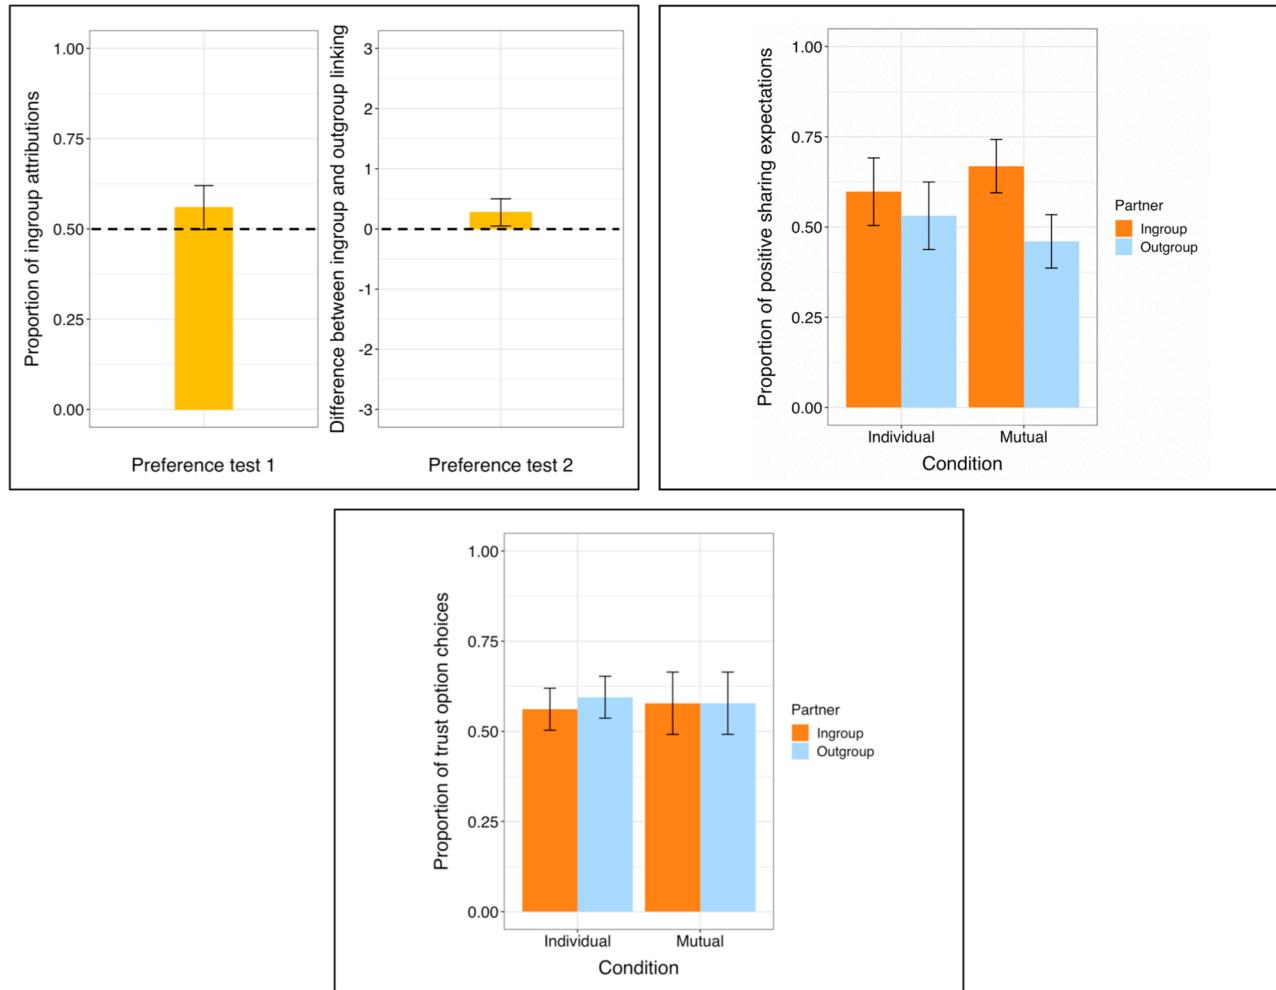 Proportion of ingroup attributions
1.00
0.75
0.50
0.25
0.00
Preference test 1
Difference between ingroup and outgroup linking
3
2
1
0
-1
-2
-3
Preference test 2
Proportion of positive sharing expectations
1.00
0.75
0.50
0.25
0.00
Individual
Mutual
Condition
Partner
Ingroup
Outgroup
Proportion of trust option choices
1.00
0.75
0.50
0.25
0.00
Individual
Mutual
Condition
Partner
Ingroup
Outgroup